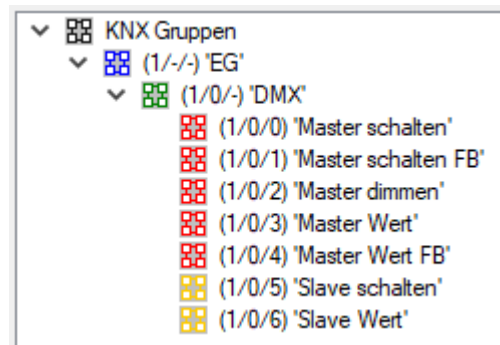 KNX Gruppen
(1/-/-) 'EG'
(1/0/-) 'DMX'
(1/0/0) 'Master schalten'
(1/0/1) 'Master schalten FB'
(1/0/2) 'Master dimmen'
(1/0/3) 'Master Wert'
(1/0/4) 'Master Wert FB'
(1/0/5) 'Slave schalten'
(1/0/6) 'Slave Wert'